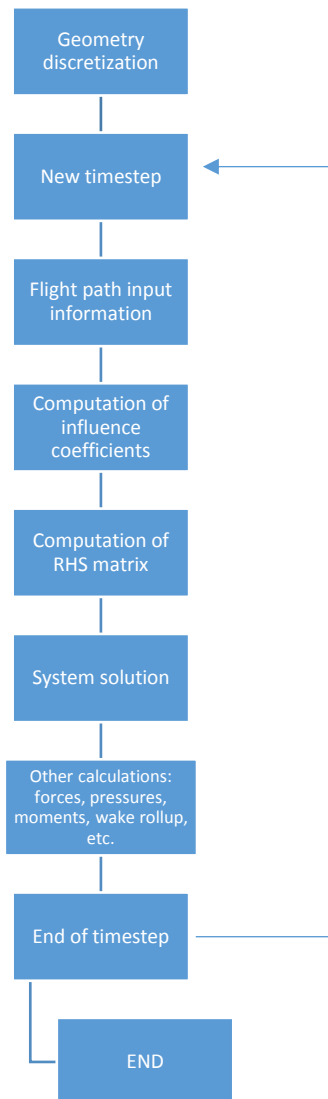 Geometry
discretization
New timestep
Flight path input
information
Computation of
influence
coefficients
Computation of
RHS matrix
System solution
Other calculations:
forces, pressures,
moments, wake rollup,
etc.
End of timestep
END